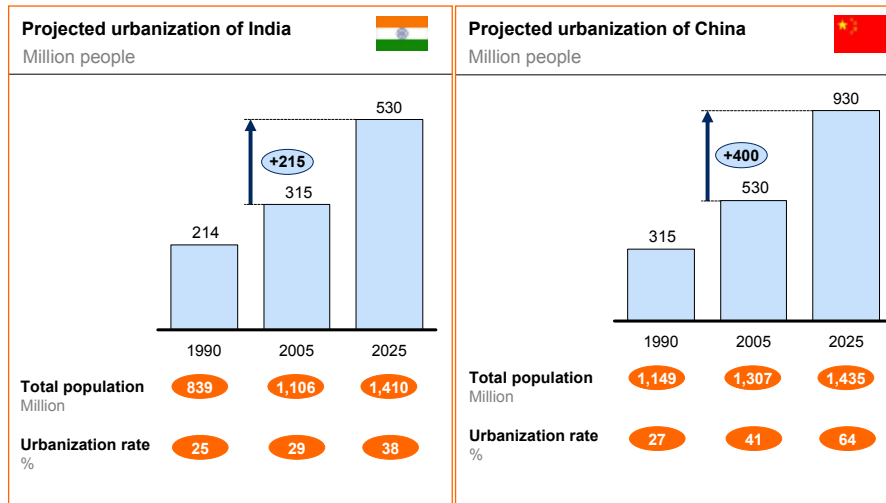 Projected urbanization of India
Million people
530
+215
315
214
1990 2005 2025
Total population 839 1,106 1,410
Million
Urbanization rate 25 29 38
%
Projected urbanization of China
Million people
930
+400
530
315
1990 2005 2025
Total population 1,149 1,307 1,435
Million
Urbanization rate 27 41 64
%